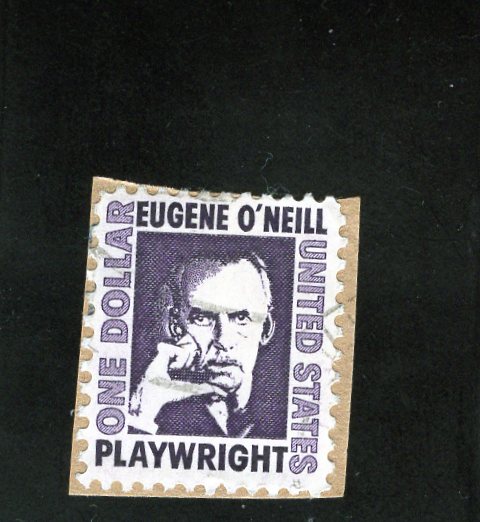 EUGENE O'NEILL
ONE DOLLAR
UNITED STATES
PLAYWRIGHT